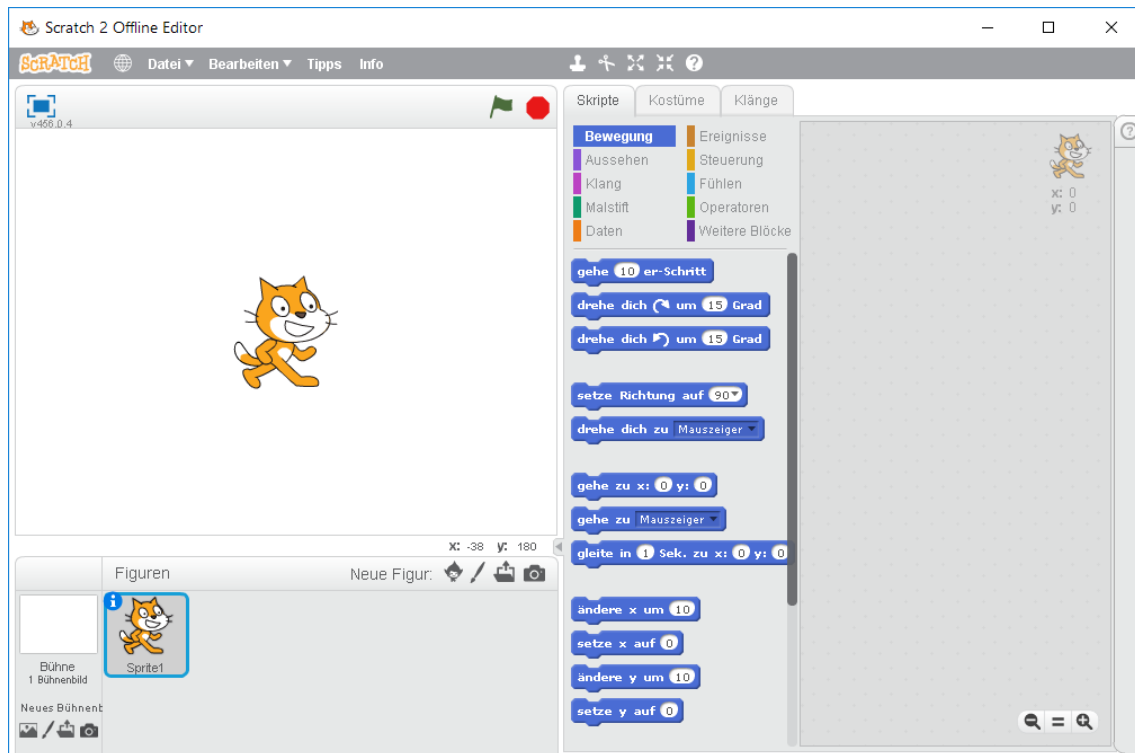 Scratch 2 Offline Editor
SCRATCH Datei Bearbeiten Tipps Info
v456.0.4
Skripte Kostüme Klänge
Bewegung Ereignisse
Aussehen Steuerung
Klang Fühlen
Malstift Operatoren
Daten Weitere Blöcke
x: 0
y: 0
gehe 10 er-Schritt
drehe dich um 15 Grad
drehe dich um 15 Grad
setze Richtung auf 90
drehe dich zu Mauszeiger
gehe zu x: 0 y: 0
gehe zu Mauszeiger
gleite in 1 Sek. zu x: 0 y: 0
ändere x um 10
setze x auf 0
ändere y um 10
setze y auf 0
x: -38 y: 180
Figuren Neue Figur:
Sprite1
Bühne
1 Bühnenbild
Neues Bühnent